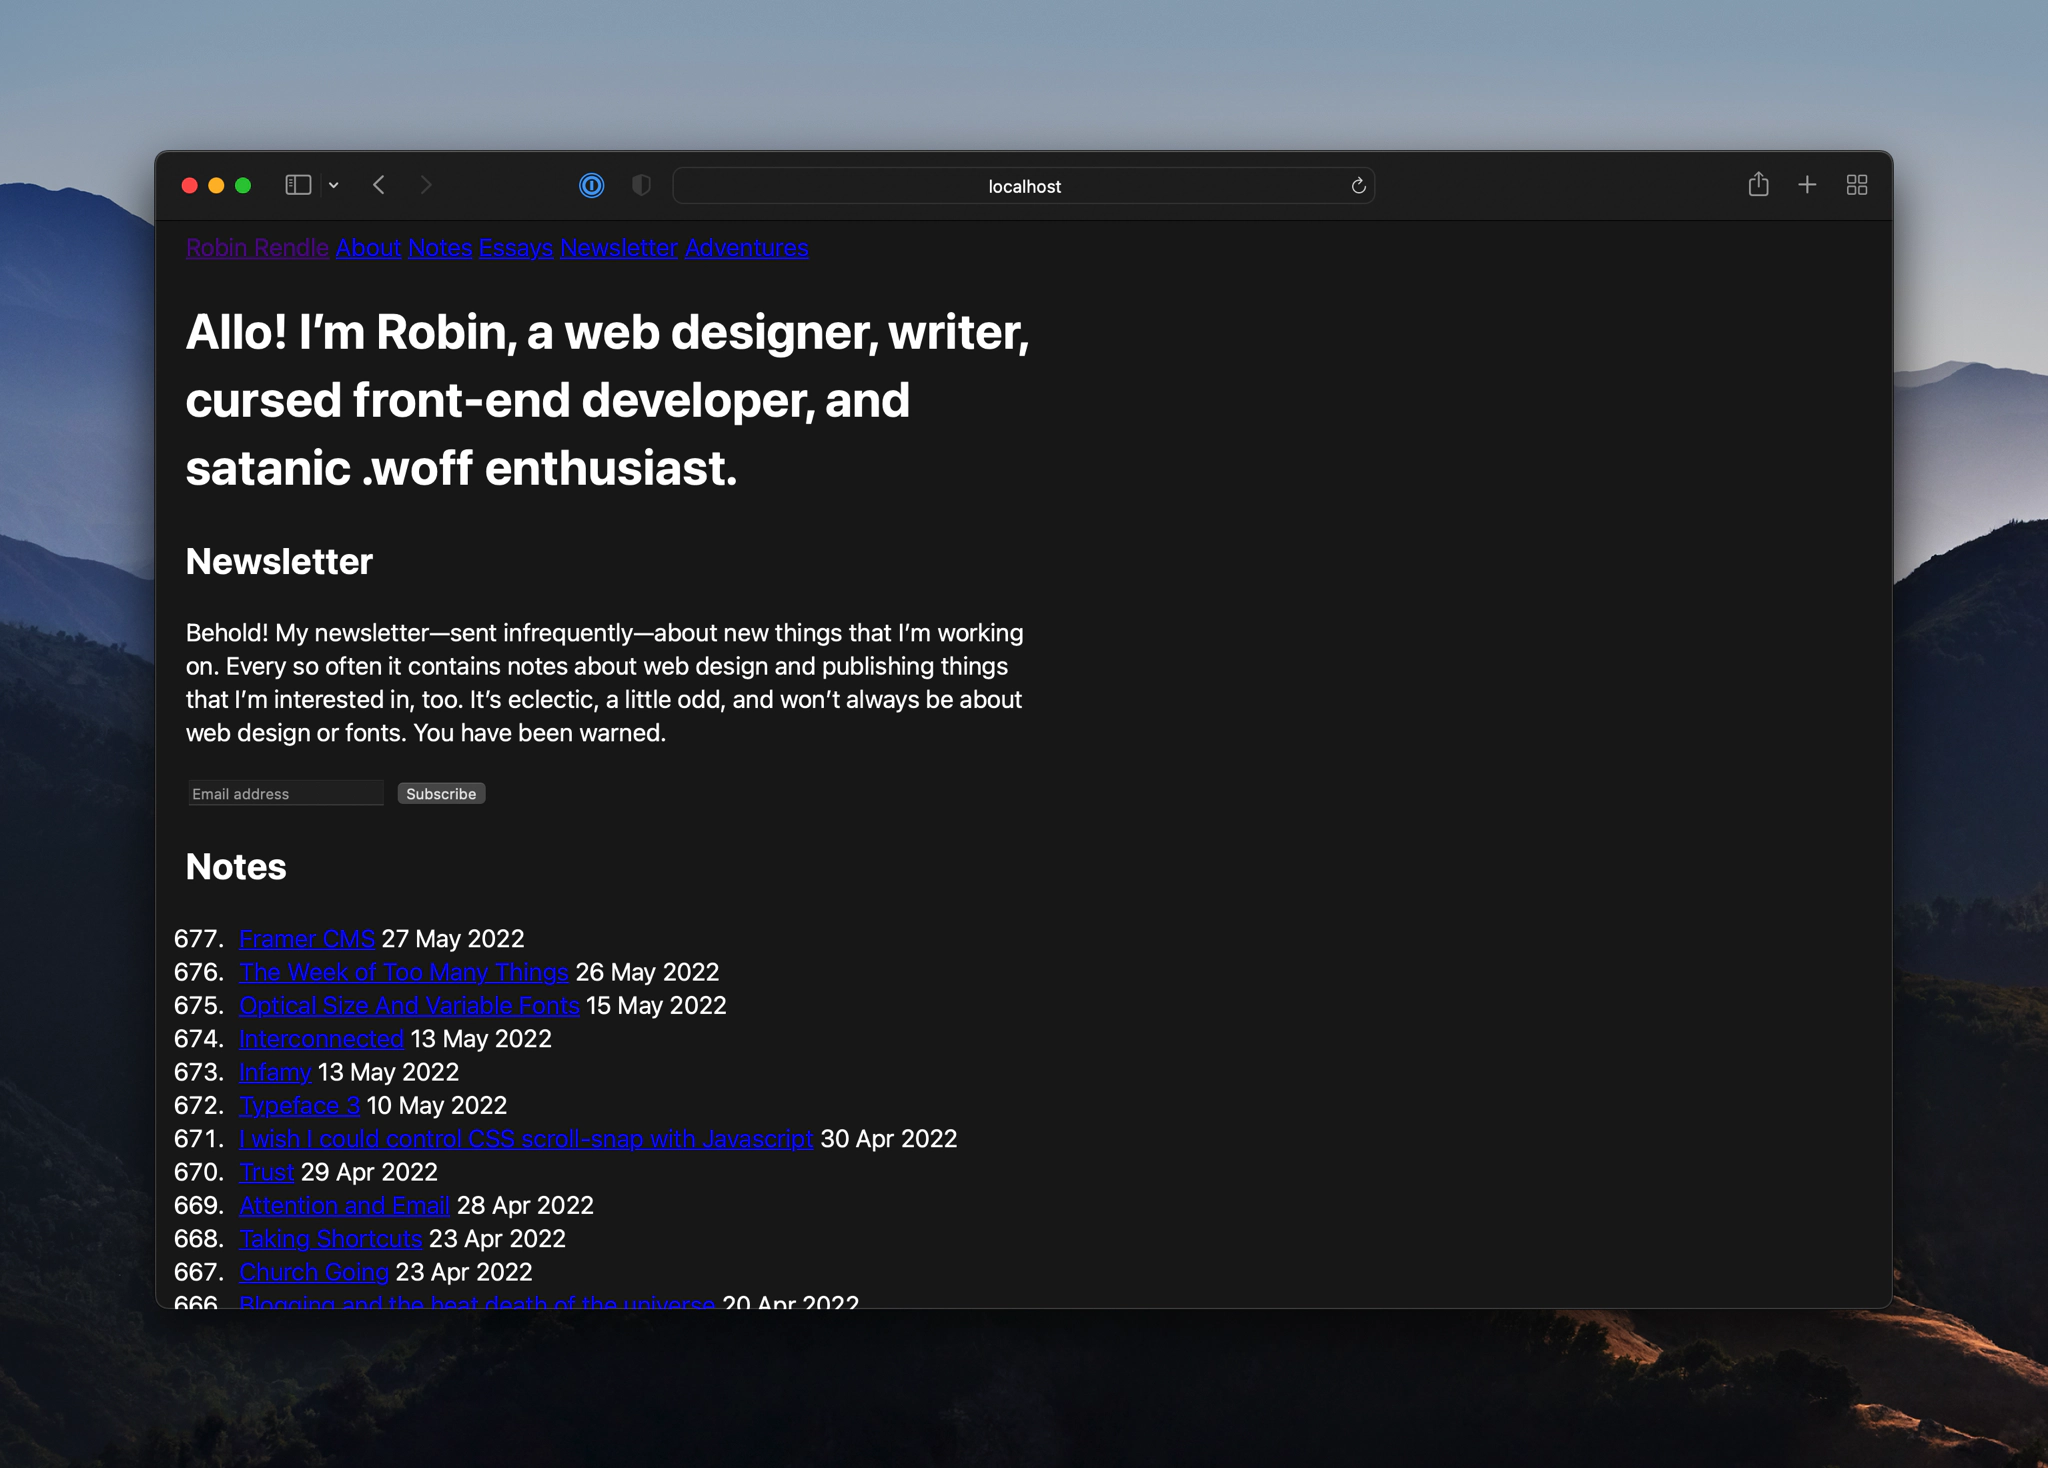 localhost
Robin Rendle About Notes Essays Newsletter Adventures
Allo! I’m Robin, a web designer, writer,
cursed front-end developer, and
satanic .woff enthusiast.
Newsletter
Behold! My newsletter—sent infrequently—about new things that I’m working
on. Every so often it contains notes about web design and publishing things
that I’m interested in, too. It’s eclectic, a little odd, and won’t always be about
web design or fonts. You have been warned.
Email address Subscribe
Notes
677. Framer CMS 27 May 2022
676. The Week of Too Many Things 26 May 2022
675. Optical Size And Variable Fonts 15 May 2022
674. Interconnected 13 May 2022
673. Infamy 13 May 2022
672. Typeface 3 10 May 2022
671. I wish I could control CSS scroll-snap with Javascript 30 Apr 2022
670. Trust 29 Apr 2022
669. Attention and Email 28 Apr 2022
668. Taking Shortcuts 23 Apr 2022
667. Church Going 23 Apr 2022
666. Blogging and the heat death of the universe 20 Apr 2022